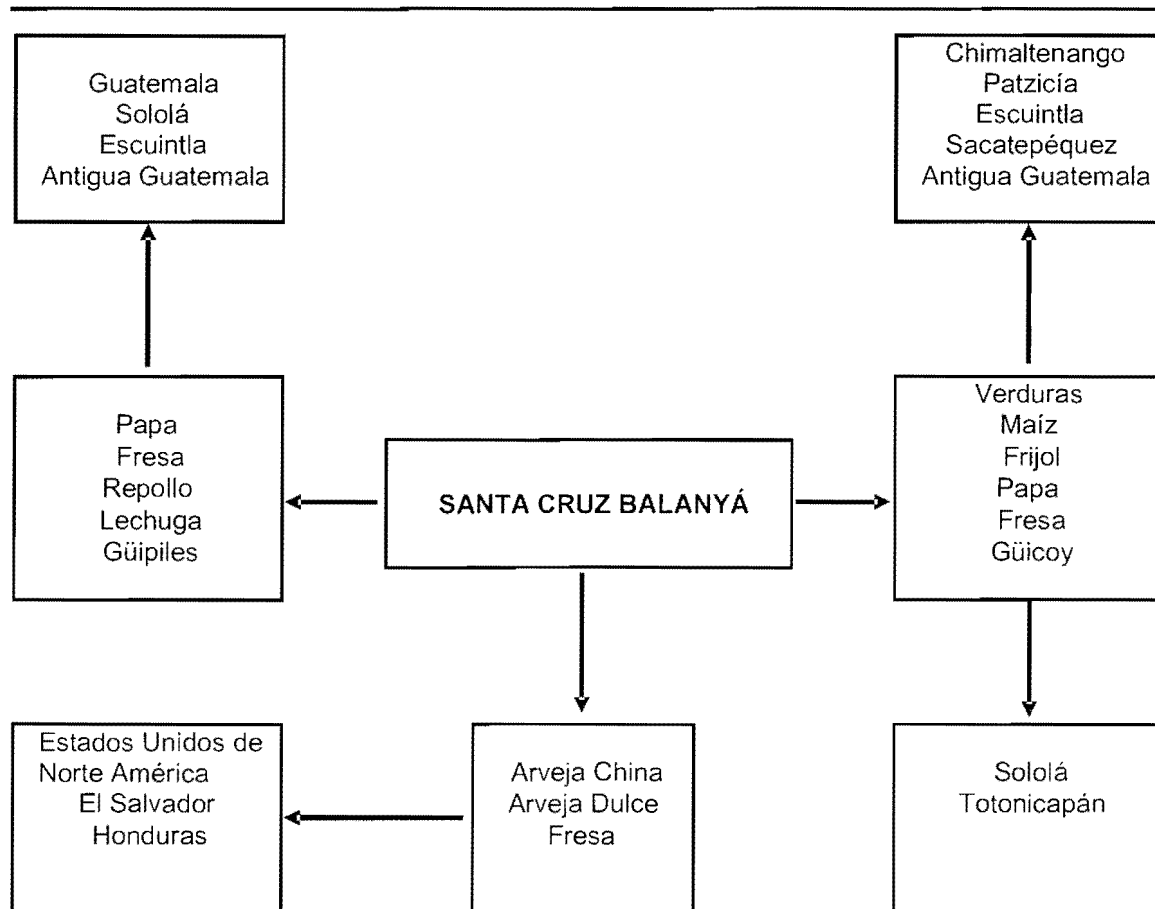 Guatemala
Sololá
Escuintla
Antigua Guatemala
Chimaltenango
Patzicía
Escuintla
Sacatepéquez
Antigua Guatemala
Papa
Fresa
Repollo
Lechuga
Güipiles
SANTA CRUZ BALANYÁ
Verduras
Maíz
Frijol
Papa
Fresa
Güicoy
Estados Unidos de
Norte América
El Salvador
Honduras
Arveja China
Arveja Dulce
Fresa
Sololá
Totonicapán